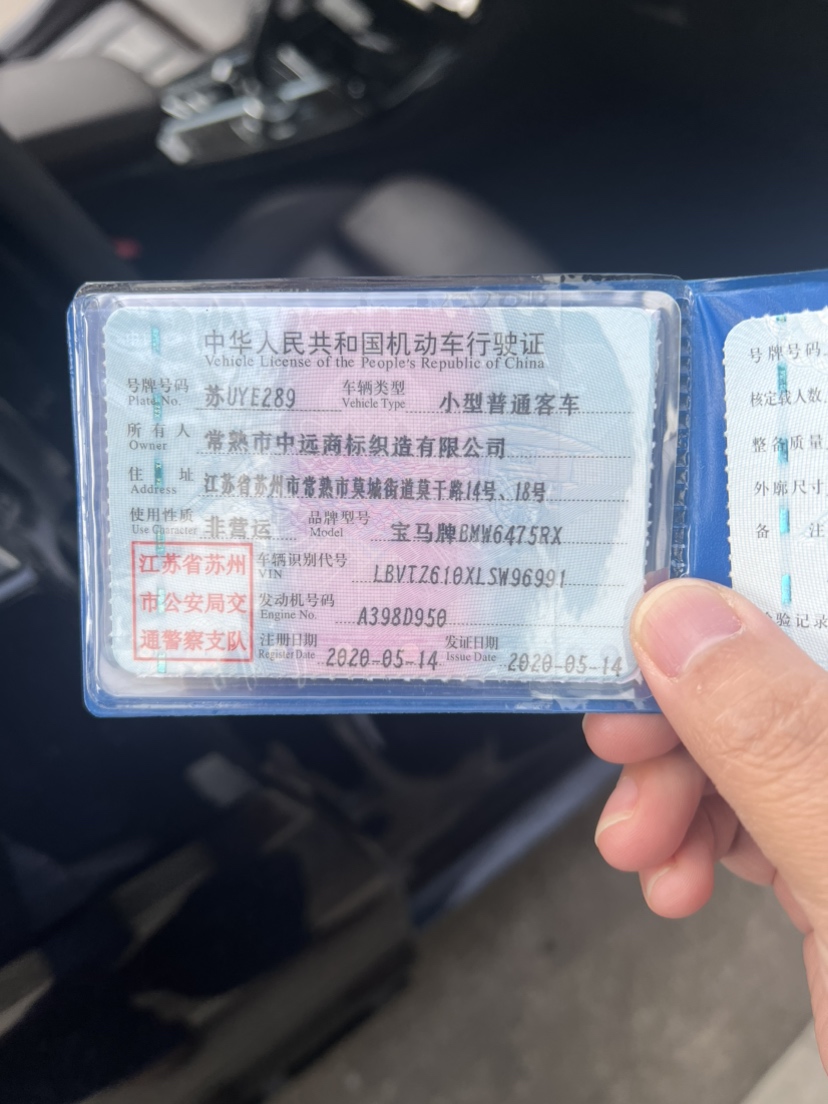 中华人民共和国机动车行驶证
Vehicle License of the People's Republic of China
号牌号码 苏UYE289 车辆类型 小型普通客车
Plate No. Vehicle Type
所有人 常熟市中远商标织造有限公司
Owner
住址 江苏省苏州市常熟市莫城街道莫干路14号、18号
Address
使用性质 非营运 品牌型号 宝马牌BMW6475RX
Use Character Model
江苏省苏州
市公安局交
通警察支队
车辆识别代号 LBVTZ610XLSW96991
VIN
发动机号码 A398D950
Engine No.
注册日期 2020-05-14 发证日期 2020-05-14
Register Date Issue Date
号牌号码
核定载人数
整备质量
外廓尺寸
备注
检验记录